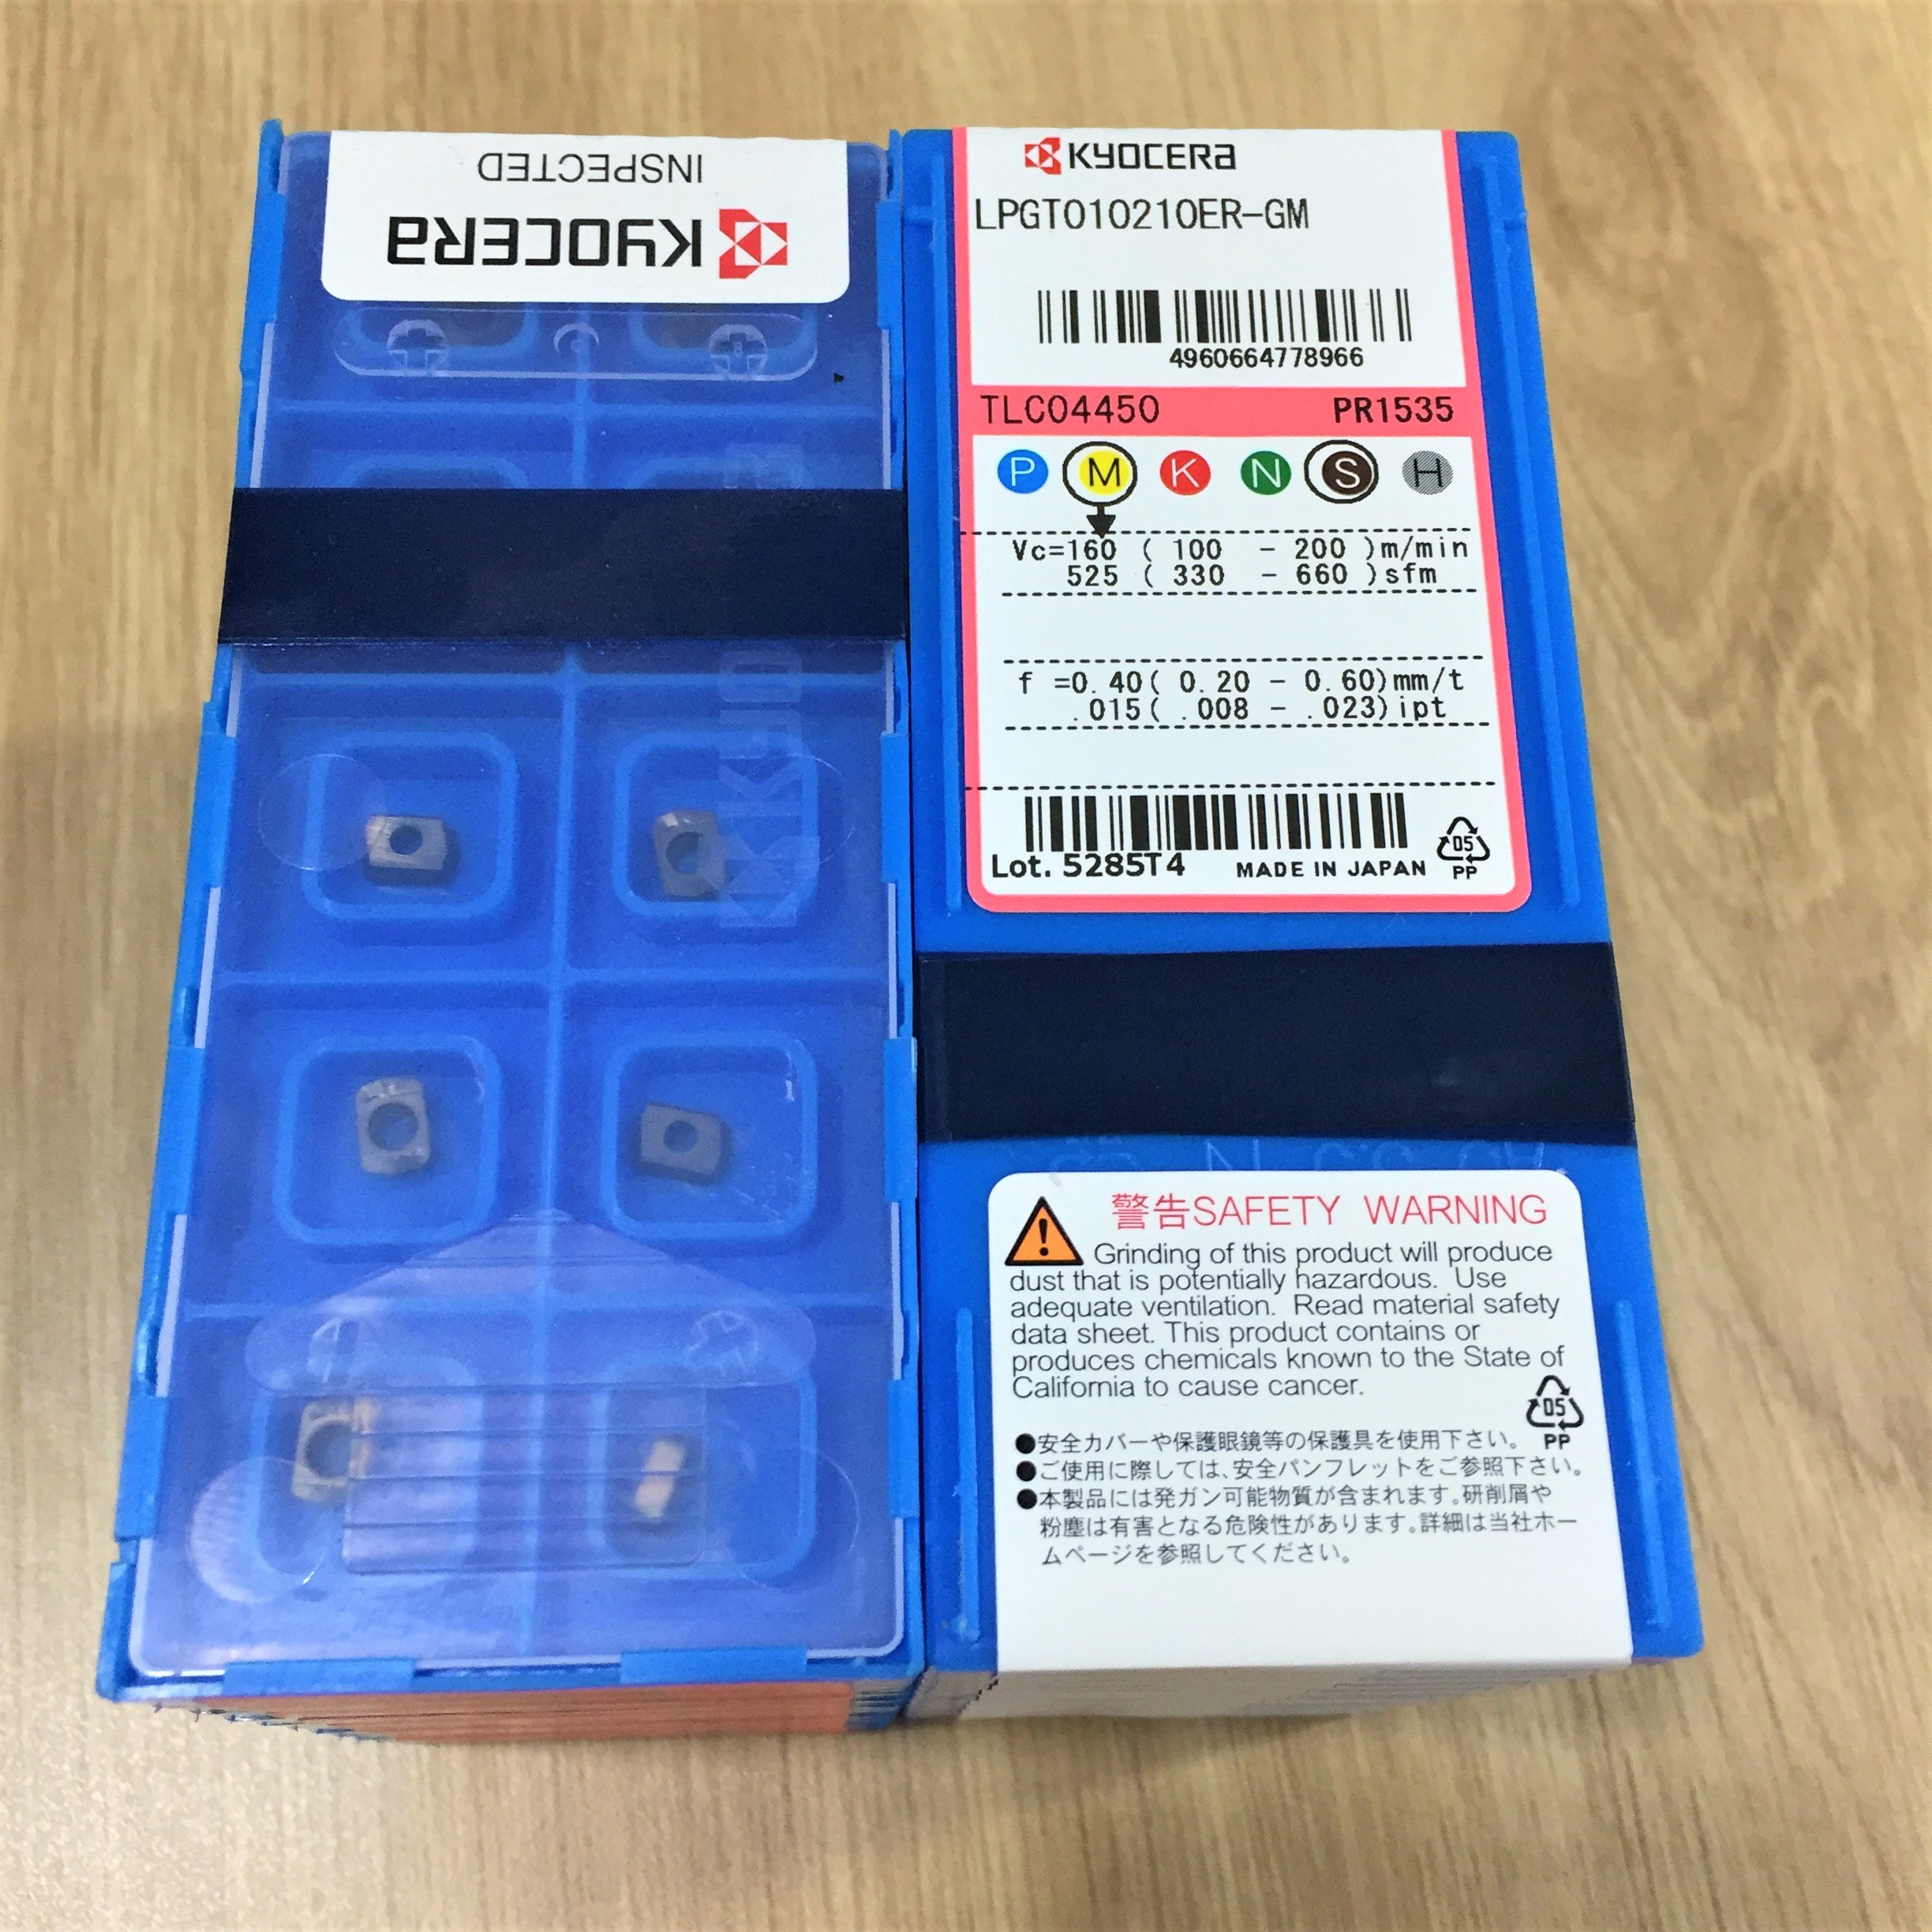 INSPECTED
KYOCERA
KYOCERA
LPGT010210ER-GM
4960664778966
TLC04450 PR1535
P M K N S H
Vc=160 ( 100 - 200 )m/min
525 ( 330 - 660 )sfm
f =0.40( 0.20 - 0.60)mm/t
.015( .008 - .023)ipt
Lot. 5285T4 MADE IN JAPAN
05
PP
警告SAFETY WARNING
Grinding of this product will produce
dust that is potentially hazardous. Use
adequate ventilation. Read material safety
data sheet. This product contains or
produces chemicals known to the State of
California to cause cancer.
05
PP
●安全カバーや保護眼鏡等の保護具を使用下さい。
●ご使用に際しては、安全パンフレットをご参照下さい。
●本製品には発ガン可能物質が含まれます。研削屑や
粉塵は有害となる危険性があります。詳細は当社ホー
ムページを参照してください。